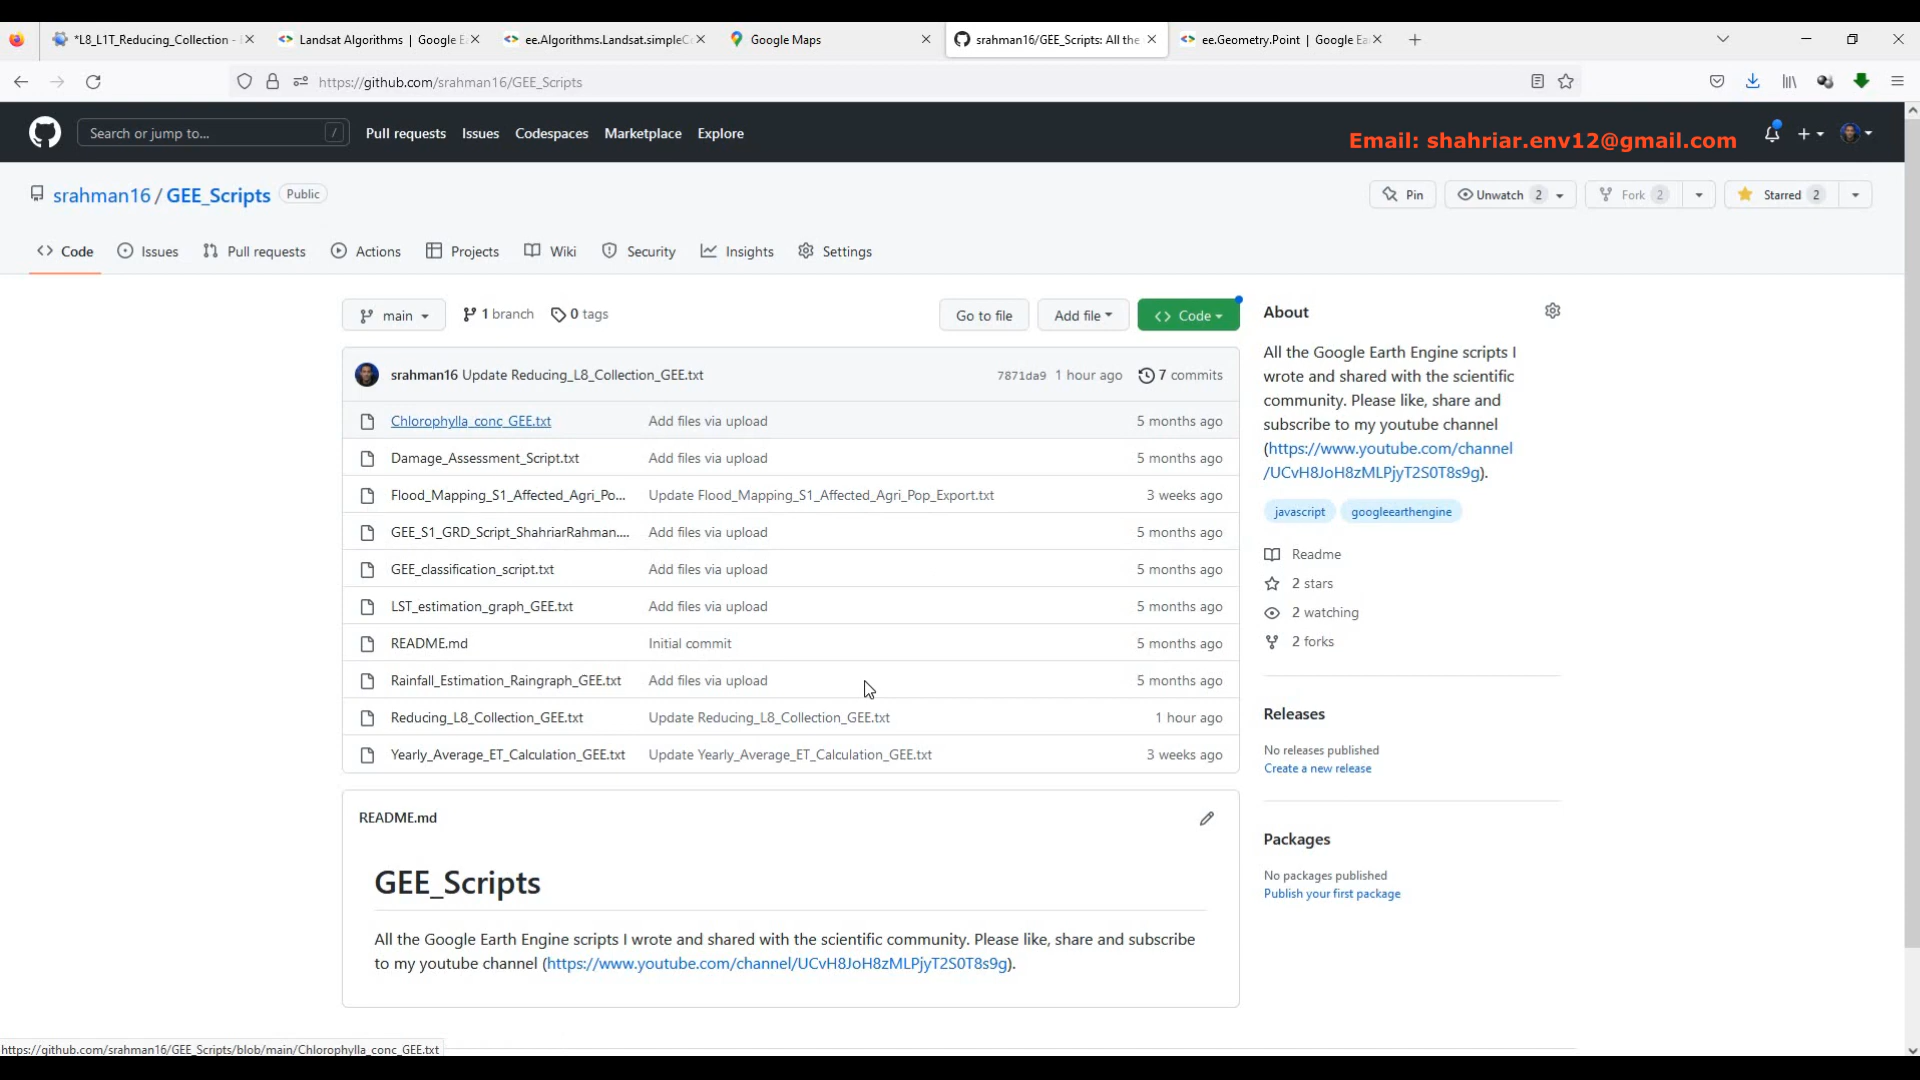 *L8_L1T_Reducing_Collection -
Landsat Algorithms | Google E
ee.Algorithms.Landsat.simpleC
Google Maps
srahman16/GEE_Scripts: All the
ee.Geometry.Point | Google Ea
https://github.com/srahman16/GEE_Scripts
Search or jump to... /
Pull requests Issues Codespaces Marketplace Explore
Email: shahriar.env12@gmail.com
srahman16 / GEE_Scripts Public
Pin
Unwatch 2
Fork 2
Starred 2
Code Issues Pull requests Actions Projects Wiki Security Insights Settings
main 1 branch 0 tags Go to file Add file Code
srahman16 Update Reducing_L8_Collection_GEE.txt 7871da9 1 hour ago 7 commits
Chlorophylla_conc_GEE.txt Add files via upload 5 months ago
Damage_Assessment_Script.txt Add files via upload 5 months ago
Flood_Mapping_S1_Affected_Agri_Po... Update Flood_Mapping_S1_Affected_Agri_Pop_Export.txt 3 weeks ago
GEE_S1_GRD_Script_ShahriarRahman.... Add files via upload 5 months ago
GEE_classification_script.txt Add files via upload 5 months ago
LST_estimation_graph_GEE.txt Add files via upload 5 months ago
README.md Initial commit 5 months ago
Rainfall_Estimation_Raingraph_GEE.txt Add files via upload 5 months ago
Reducing_L8_Collection_GEE.txt Update Reducing_L8_Collection_GEE.txt 1 hour ago
Yearly_Average_ET_Calculation_GEE.txt Update Yearly_Average_ET_Calculation_GEE.txt 3 weeks ago
README.md
GEE_Scripts
All the Google Earth Engine scripts I wrote and shared with the scientific community. Please like, share and subscribe
to my youtube channel (https://www.youtube.com/channel/UCvH8JoH8zMLPjyT2S0T8s9g).
About
All the Google Earth Engine scripts I
wrote and shared with the scientific
community. Please like, share and
subscribe to my youtube channel
(https://www.youtube.com/channel
/UCvH8JoH8zMLPjyT2S0T8s9g).
javascript googleearthengine
Readme
2 stars
2 watching
2 forks
Releases
No releases published
Create a new release
Packages
No packages published
Publish your first package
https://github.com/srahman16/GEE_Scripts/blob/main/Chlorophylla_conc_GEE.txt